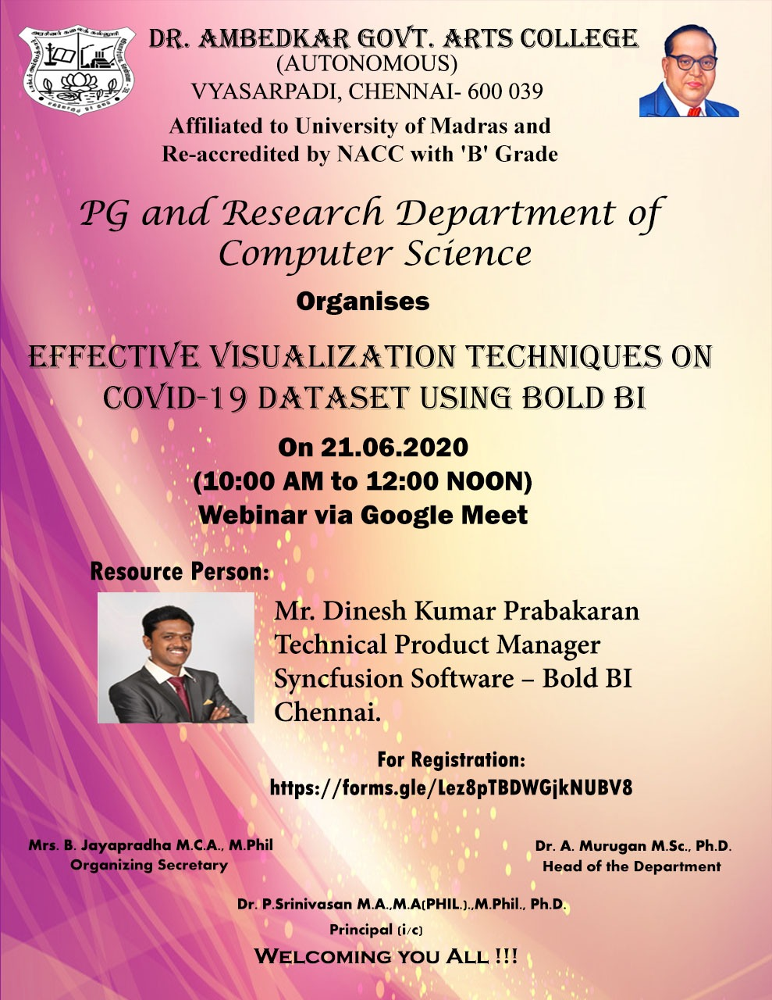 அரசினர் கலைக் கல்லூரி
DR. AMBEDKAR GOVT. ARTS COLLEGE
(AUTONOMOUS)
VYASARPADI, CHENNAI- 600 039
Affiliated to University of Madras and
Re-accredited by NACC with 'B' Grade
PG and Research Department of
Computer Science
Organises
EFFECTIVE VISUALIZATION TECHNIQUES ON
COVID-19 DATASET USING BOLD BI
On 21.06.2020
(10:00 AM to 12:00 NOON)
Webinar via Google Meet
Resource Person:
Mr. Dinesh Kumar Prabakaran
Technical Product Manager
Syncfusion Software – Bold BI
Chennai.
For Registration:
https://forms.gle/Lez8pTBDWGjkNUBV8
Mrs. B. Jayapradha M.C.A., M.Phil
Organizing Secretary
Dr. A. Murugan M.Sc., Ph.D.
Head of the Department
Dr. P.Srinivasan M.A.,M.A(PHIL.).,M.Phil., Ph.D.
Principal (i/c)
WELCOMING YOU ALL !!!